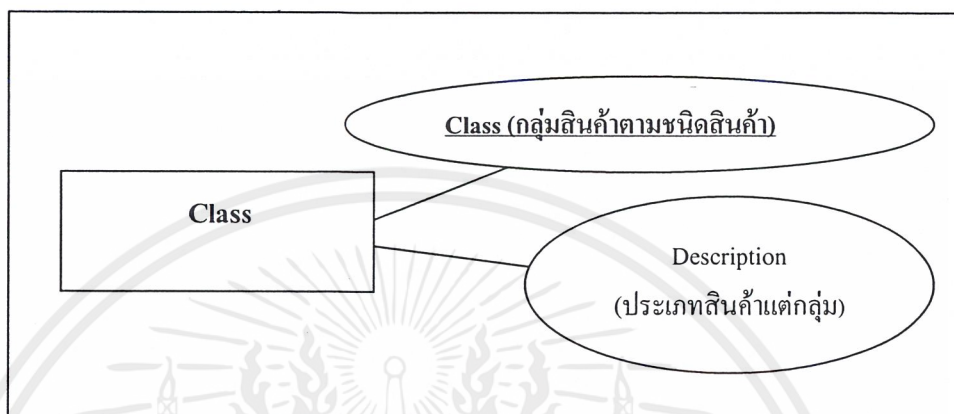 Class (กลุ่มสินค้าตามชนิดสินค้า)
Class
Description
(ประเภทสินค้าแต่กลุ่ม)